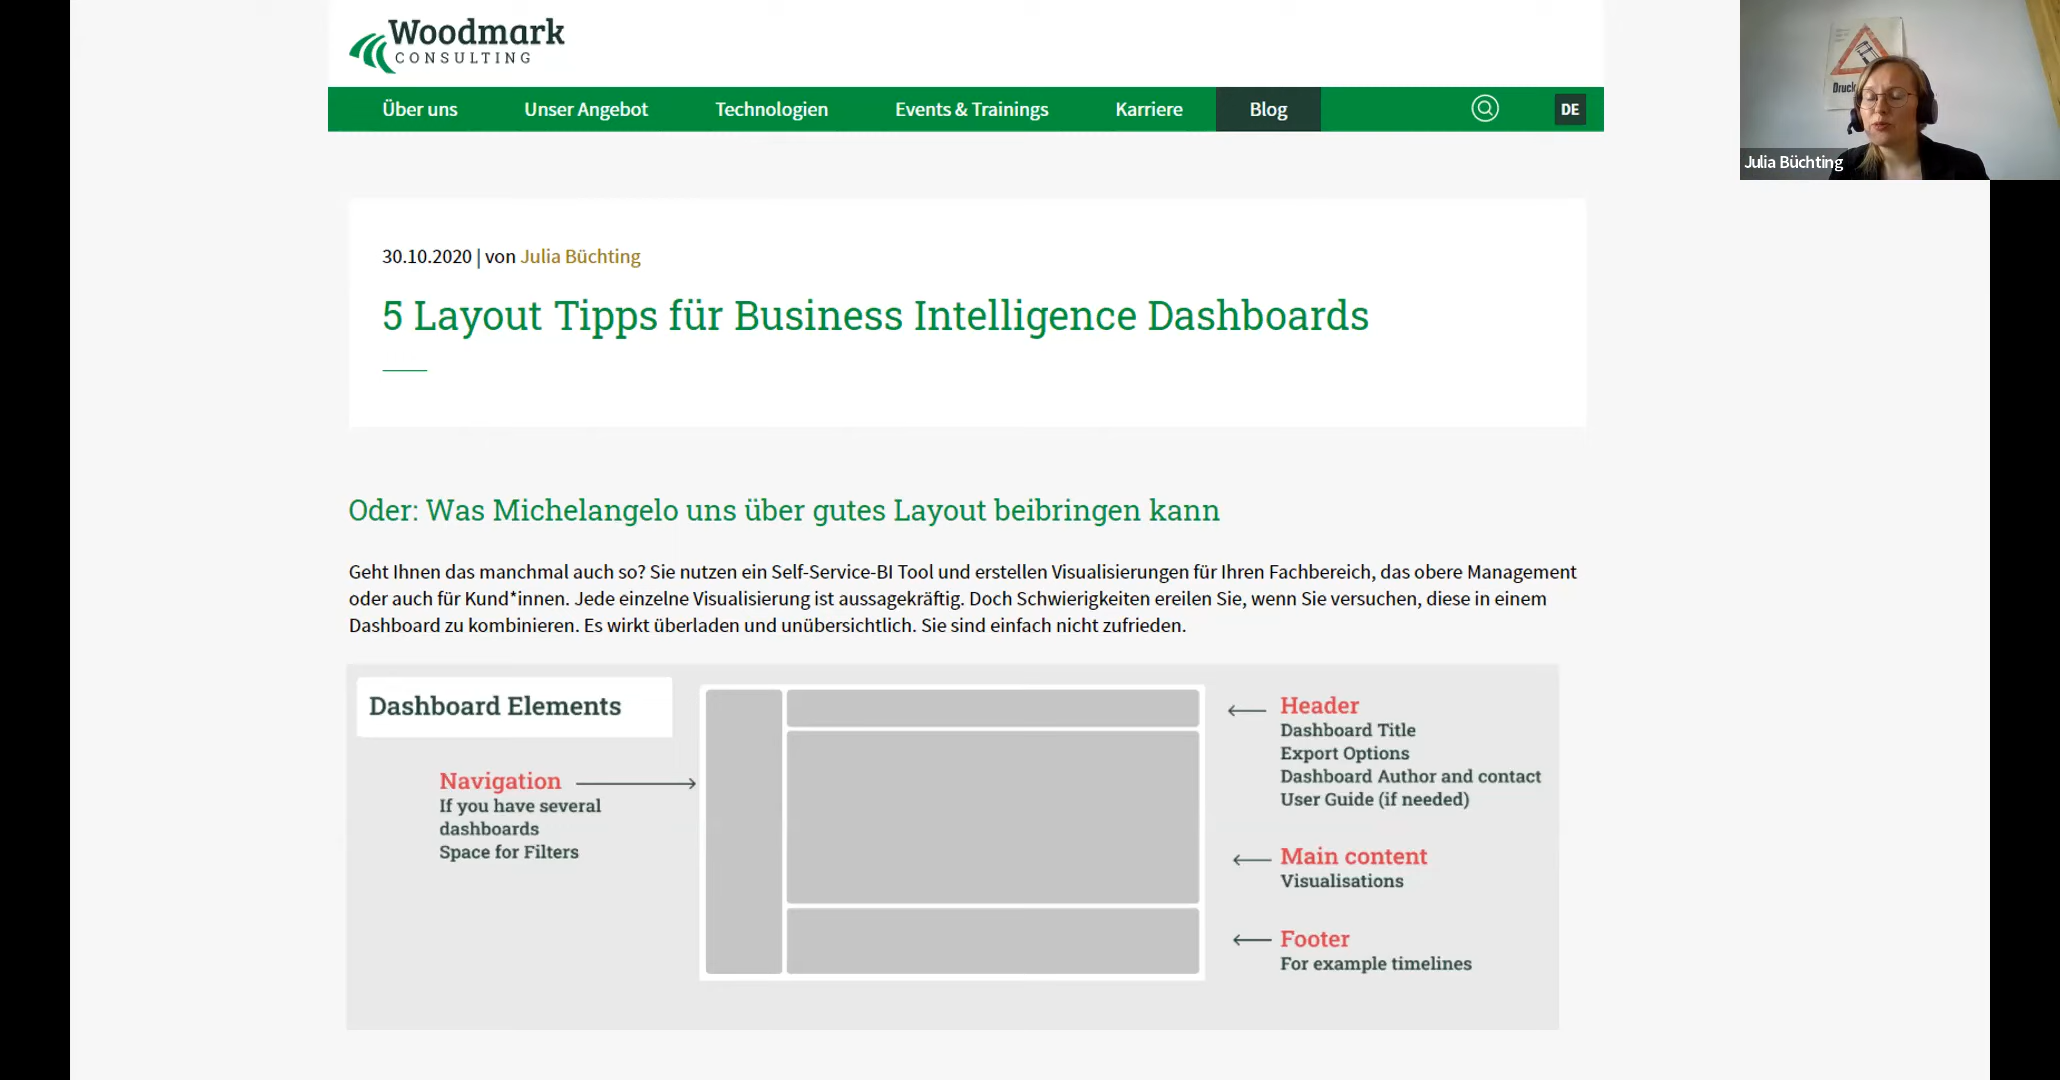 Woodmark
CONSULTING
Über uns
Unser Angebot
Technologien
Events & Trainings
Karriere
Blog
DE
Julia Büchting
30.10.2020 | von Julia Büchting
5 Layout Tipps für Business Intelligence Dashboards
Oder: Was Michelangelo uns über gutes Layout beibringen kann
Geht Ihnen das manchmal auch so? Sie nutzen ein Self-Service-BI Tool und erstellen Visualisierungen für Ihren Fachbereich, das obere Management
oder auch für Kund*innen. Jede einzelne Visualisierung ist aussagekräftig. Doch Schwierigkeiten ereilen Sie, wenn Sie versuchen, diese in einem
Dashboard zu kombinieren. Es wirkt überladen und unübersichtlich. Sie sind einfach nicht zufrieden.
Dashboard Elements
Navigation
If you have several
dashboards
Space for Filters
Header
Dashboard Title
Export Options
Dashboard Author and contact
User Guide (if needed)
Main content
Visualisations
Footer
For example timelines